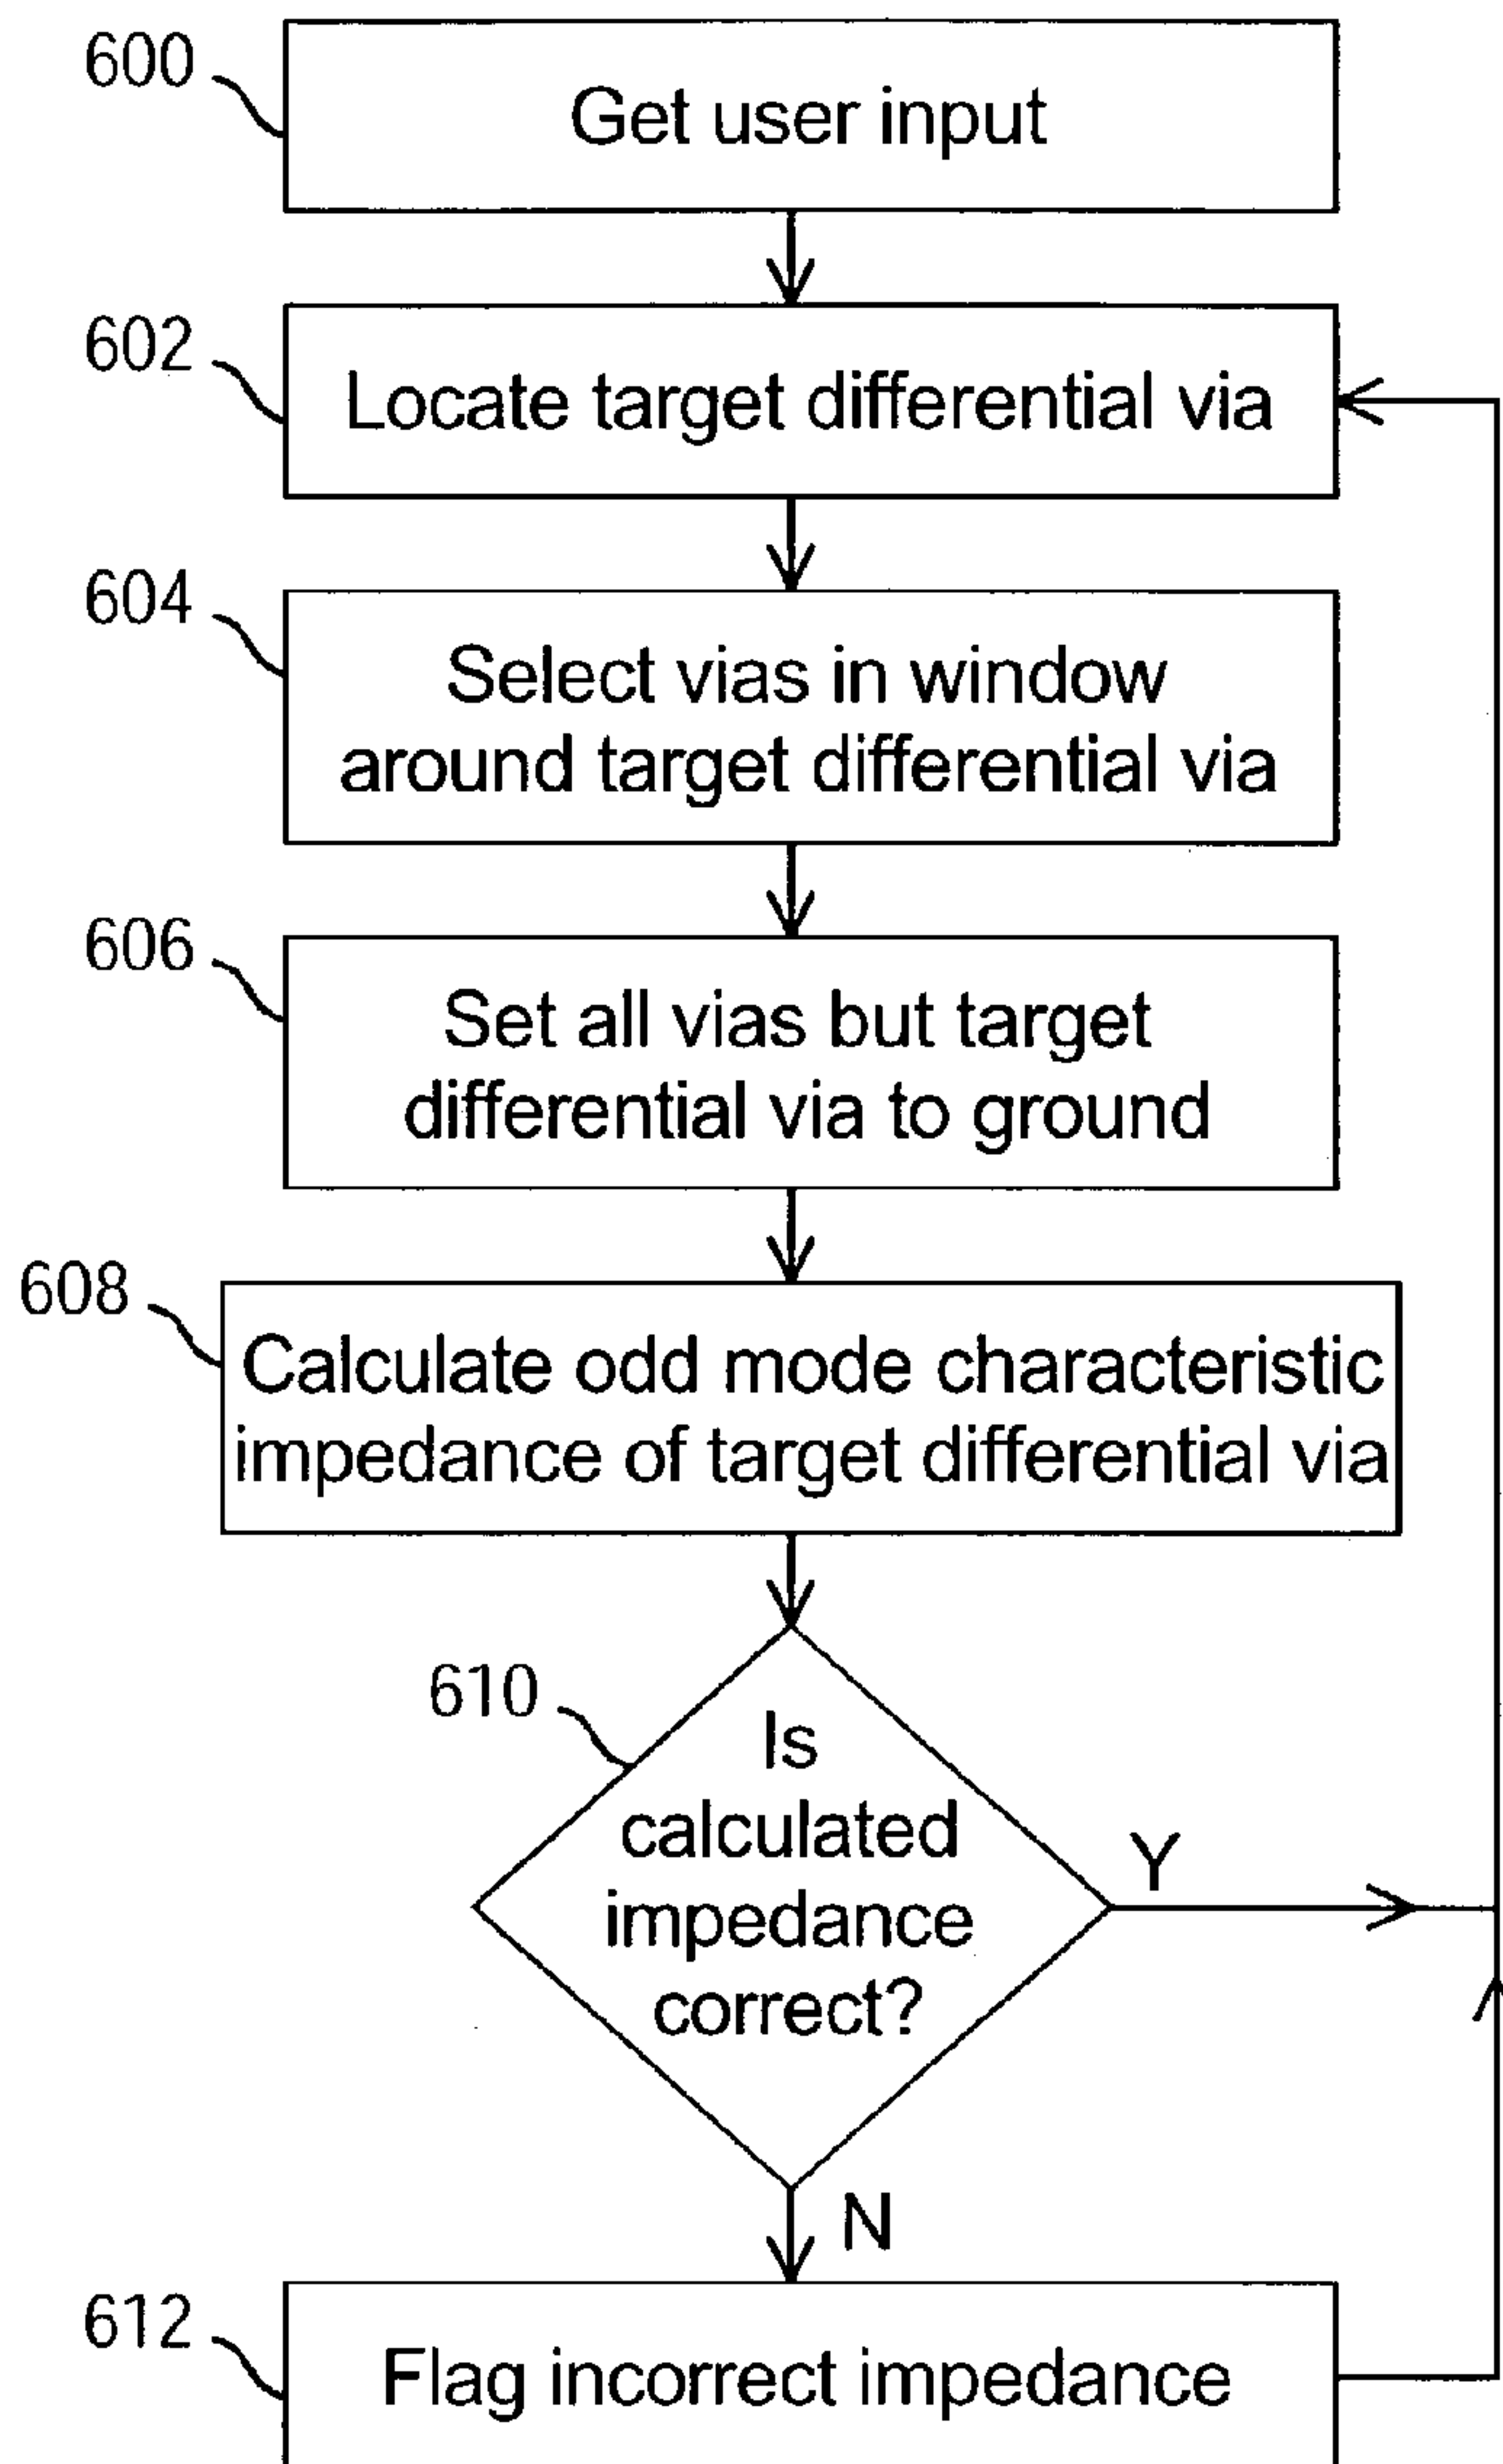 600
Get user input
602
Locate target differential via
604
Select vias in window
around target differential via
606
Set all vias but target
differential via to ground
608
Calculate odd mode characteristic
impedance of target differential via
610
Is
calculated
impedance
correct?
Y
N
612
Flag incorrect impedance